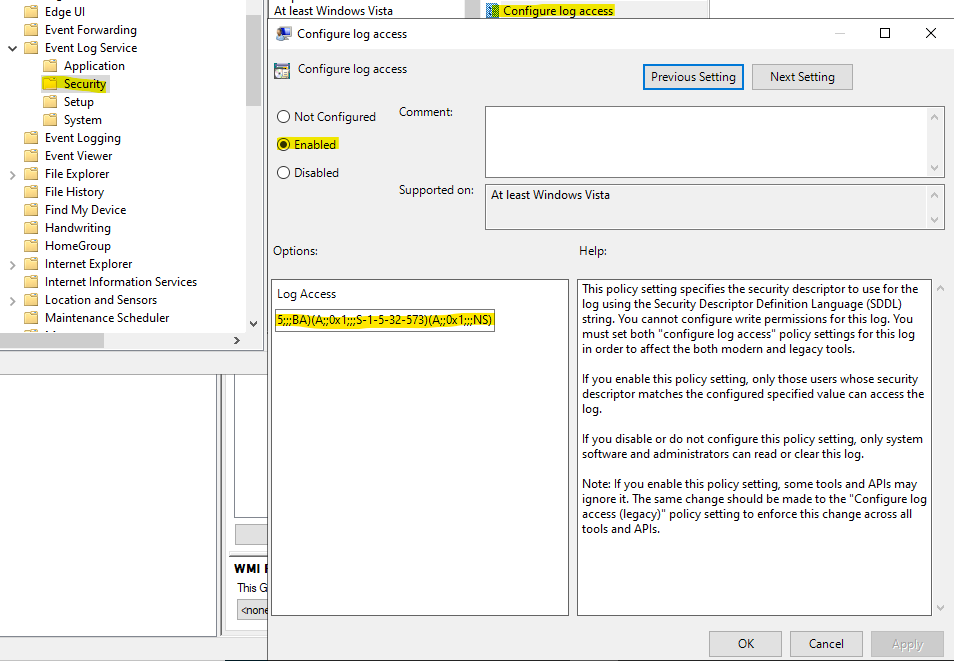 Edge UI
Event Forwarding
Event Log Service
Application
Security
Setup
System
Event Logging
Event Viewer
File Explorer
File History
Find My Device
Handwriting
HomeGroup
Internet Explorer
Internet Information Services
Location and Sensors
Maintenance Scheduler
WMI
This G
<none
At least Windows Vista
Configure log access
Configure log access
Configure log access
Previous Setting
Next Setting
Not Configured
Enabled
Disabled
Comment:
Supported on:
At least Windows Vista
Options:
Help:
Log Access
5;;;BA)(A;;0x1;;;S-1-5-32-573)(A;;0x1;;;NS)
This policy setting specifies the security descriptor to use for the
log using the Security Descriptor Definition Language (SDDL)
string. You cannot configure write permissions for this log. You
must set both "configure log access" policy settings for this log
in order to affect the both modern and legacy tools.
If you enable this policy setting, only those users whose security
descriptor matches the configured specified value can access the
log.
If you disable or do not configure this policy setting, only system
software and administrators can read or clear this log.
Note: If you enable this policy setting, some tools and APIs may
ignore it. The same change should be made to the "Configure log
access (legacy)" policy setting to enforce this change across all
tools and APIs.
OK
Cancel
Apply